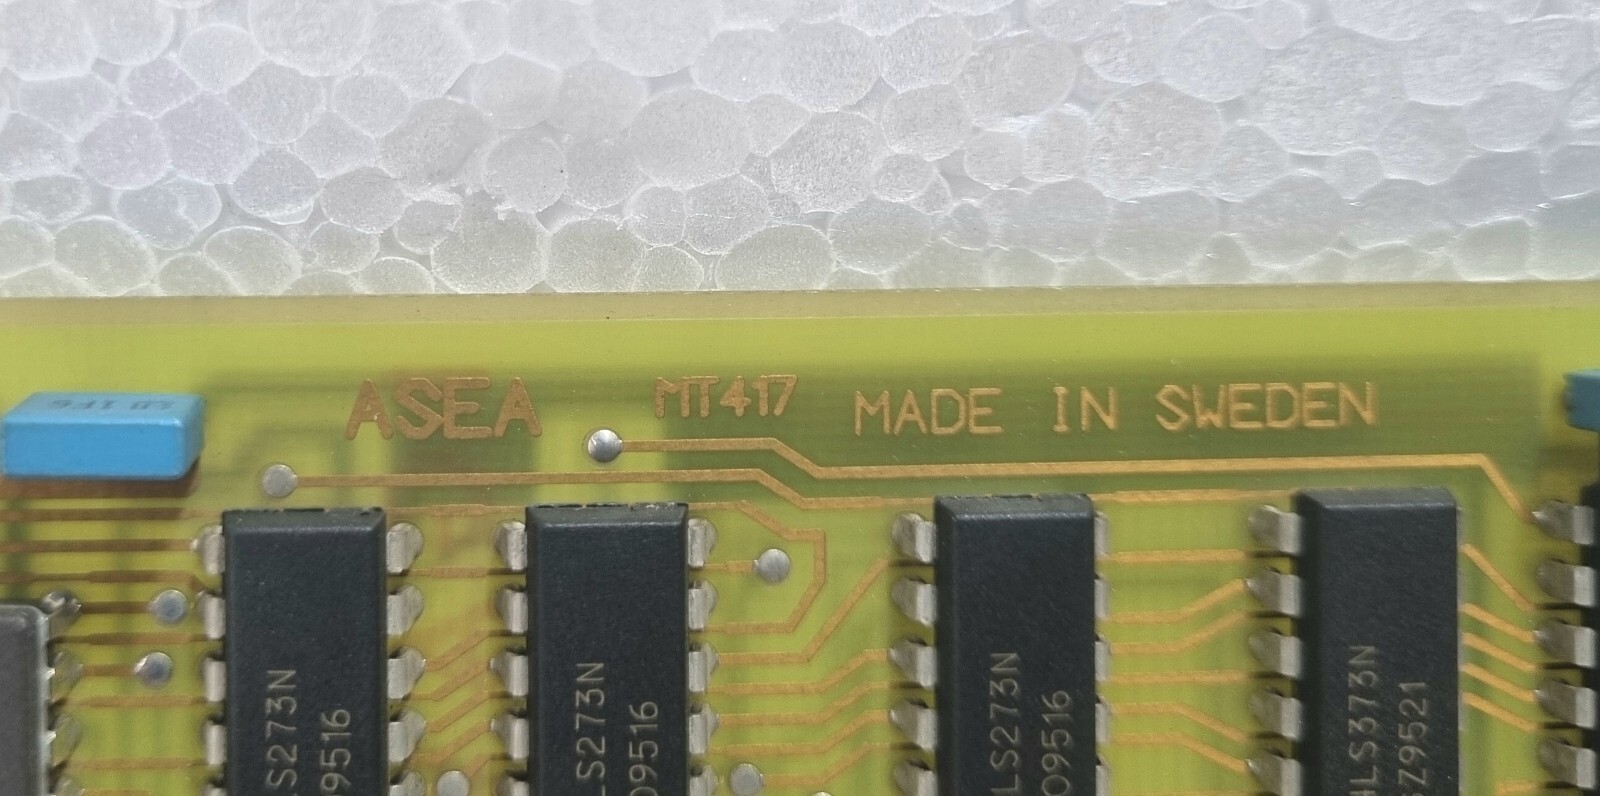 ASEA MT417 MADE IN SWEDEN
LS273N
09516
LS273N
09516
LS273N
09516
LS373N
Z9521